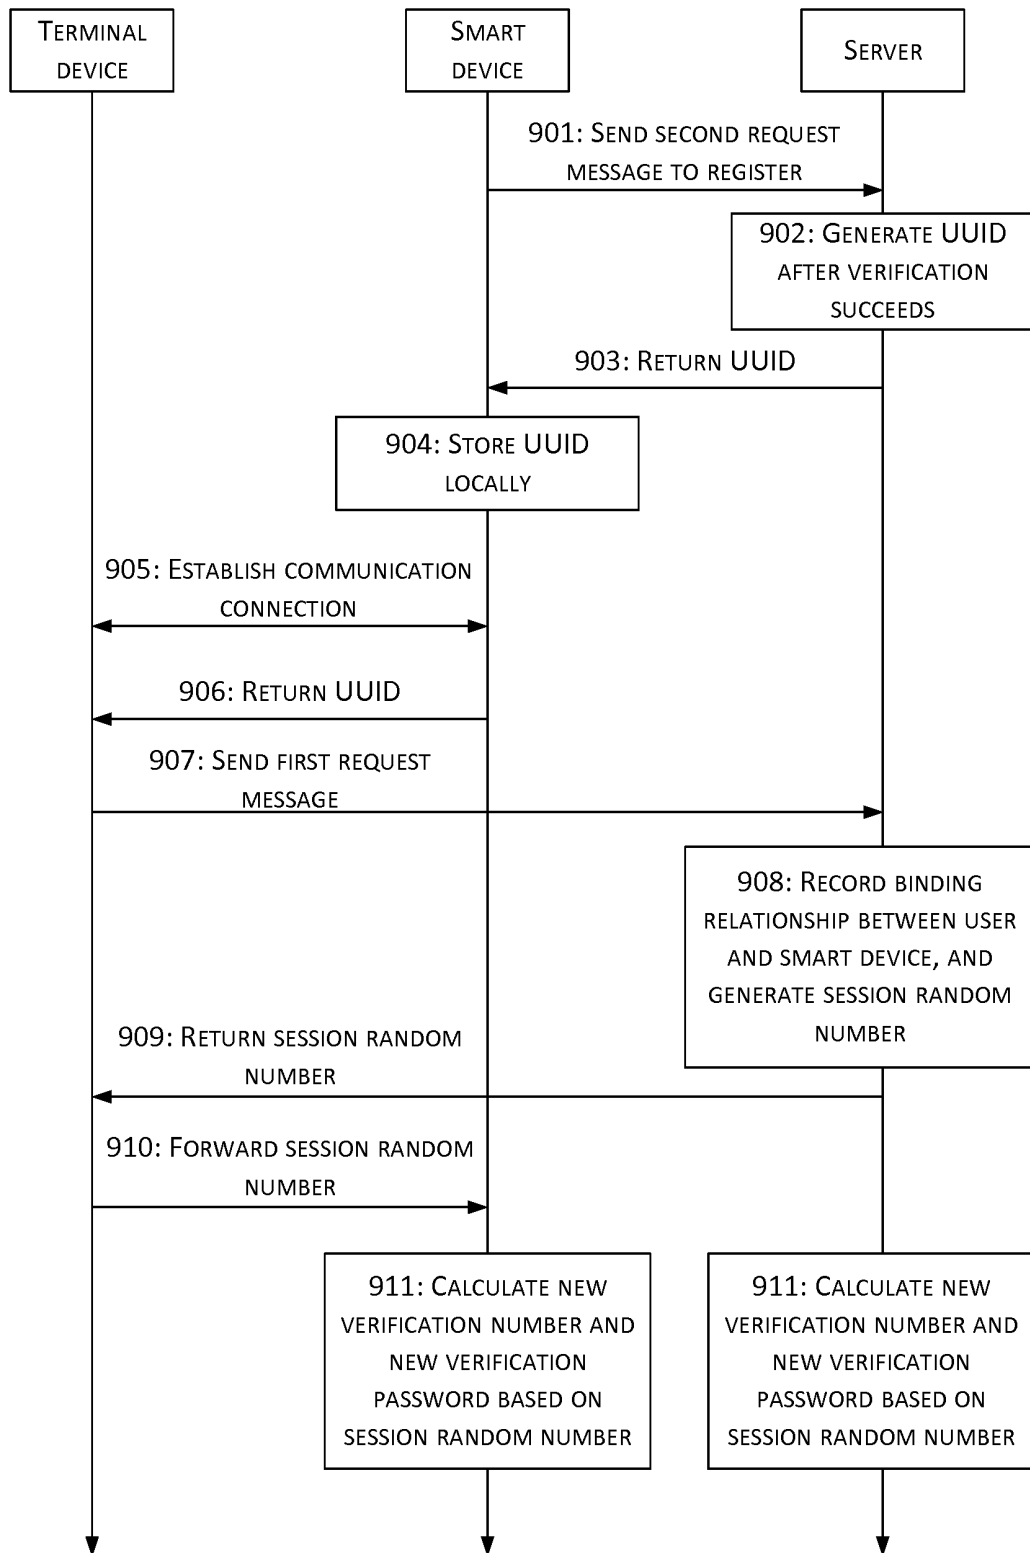 TERMINAL
DEVICE
SMART
DEVICE
SERVER
901: SEND SECOND REQUEST
MESSAGE TO REGISTER
902: GENERATE UUID
AFTER VERIFICATION
SUCCEEDS
903: RETURN UUID
904: STORE UUID
LOCALLY
905: ESTABLISH COMMUNICATION
CONNECTION
906: RETURN UUID
907: SEND FIRST REQUEST
MESSAGE
908: RECORD BINDING
RELATIONSHIP BETWEEN USER
AND SMART DEVICE, AND
GENERATE SESSION RANDOM
NUMBER
909: RETURN SESSION RANDOM
NUMBER
910: FORWARD SESSION RANDOM
NUMBER
911: CALCULATE NEW
VERIFICATION NUMBER AND
NEW VERIFICATION
PASSWORD BASED ON
SESSION RANDOM NUMBER
911: CALCULATE NEW
VERIFICATION NUMBER AND
NEW VERIFICATION
PASSWORD BASED ON
SESSION RANDOM NUMBER